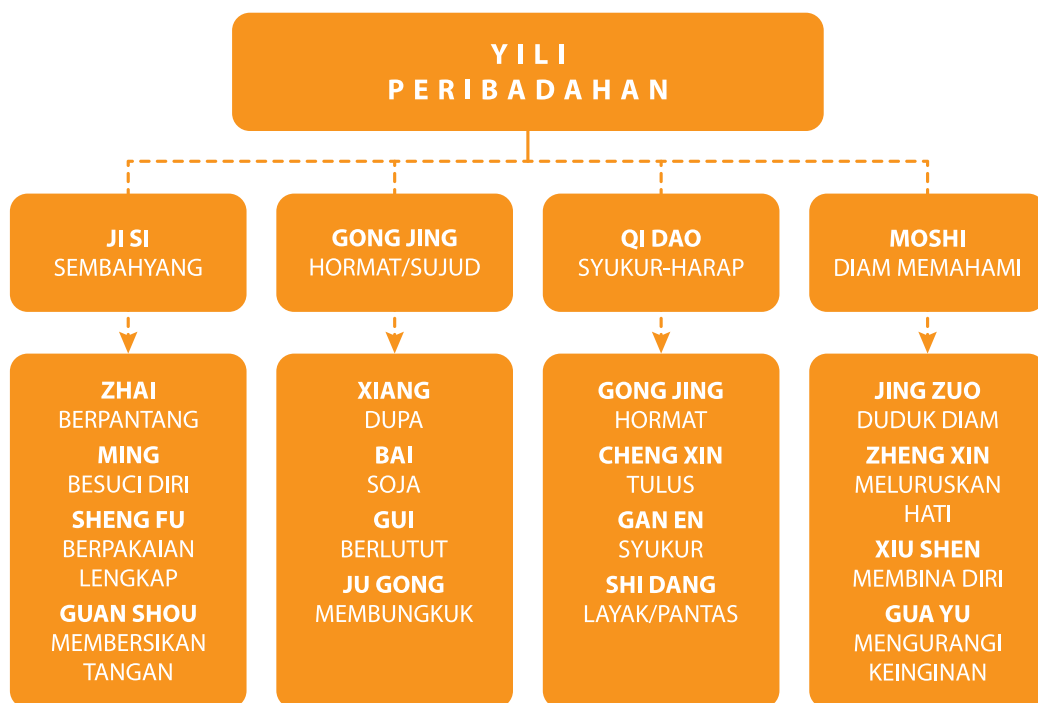 YILI
PERIBADAHAN
JI SI
SEMBAHYANG
GONG JING
HORMAT/SUJUD
QI DAO
SYUKUR-HARAP
MOSHI
DIAM MEMAHAMI
ZHAI
BERPANTANG
MING
BESUCI DIRI
SHENG FU
BERPAKAIAN
LENGKAP
GUAN SHOU
MEMBERSIKAN
TANGAN
XIANG
DUPA
BAI
SOJA
GUI
BERLUTUT
JU GONG
MEMBUNGKUK
GONG JING
HORMAT
CHENG XIN
TULUS
GAN EN
SYUKUR
SHI DANG
LAYAK/PANTAS
JING ZUO
DUDUK DIAM
ZHENG XIN
MELURUSKAN
HATI
XIU SHEN
MEMBINA DIRI
GUA YU
MENGURANGI
KEINGINAN